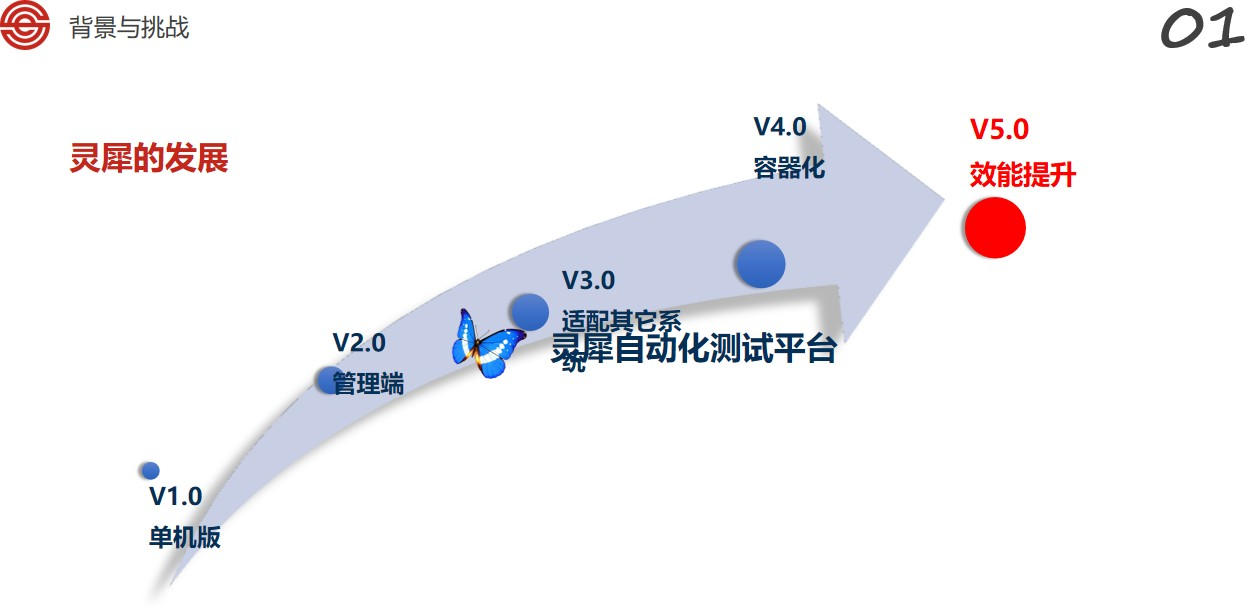 背景与挑战
01
灵犀的发展
V1.0
单机版
V2.0
管理端
V3.0
适配其它系
统
灵犀自动化测试平台
V4.0
容器化
V5.0
效能提升